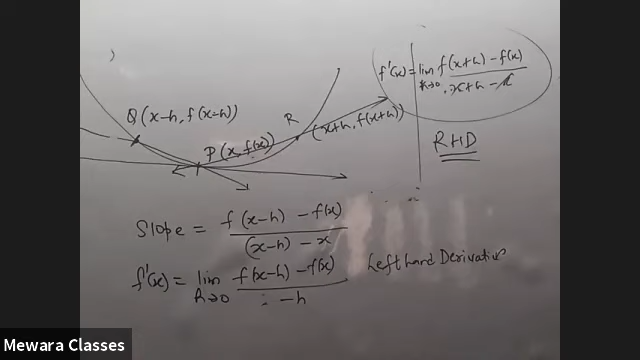 f'(x) = lim h→0 f(x+h) - f(x) / x+h - x
Q (x-h, f(x-h))
R
(x+h, f(x+h))
P (x, f(x))
RHD
Slope = f(x-h) - f(x) / (x-h) - x
f'(x) = lim h→0 f(x-h) - f(x) / -h
Left hand Derivative
Mewara Classes